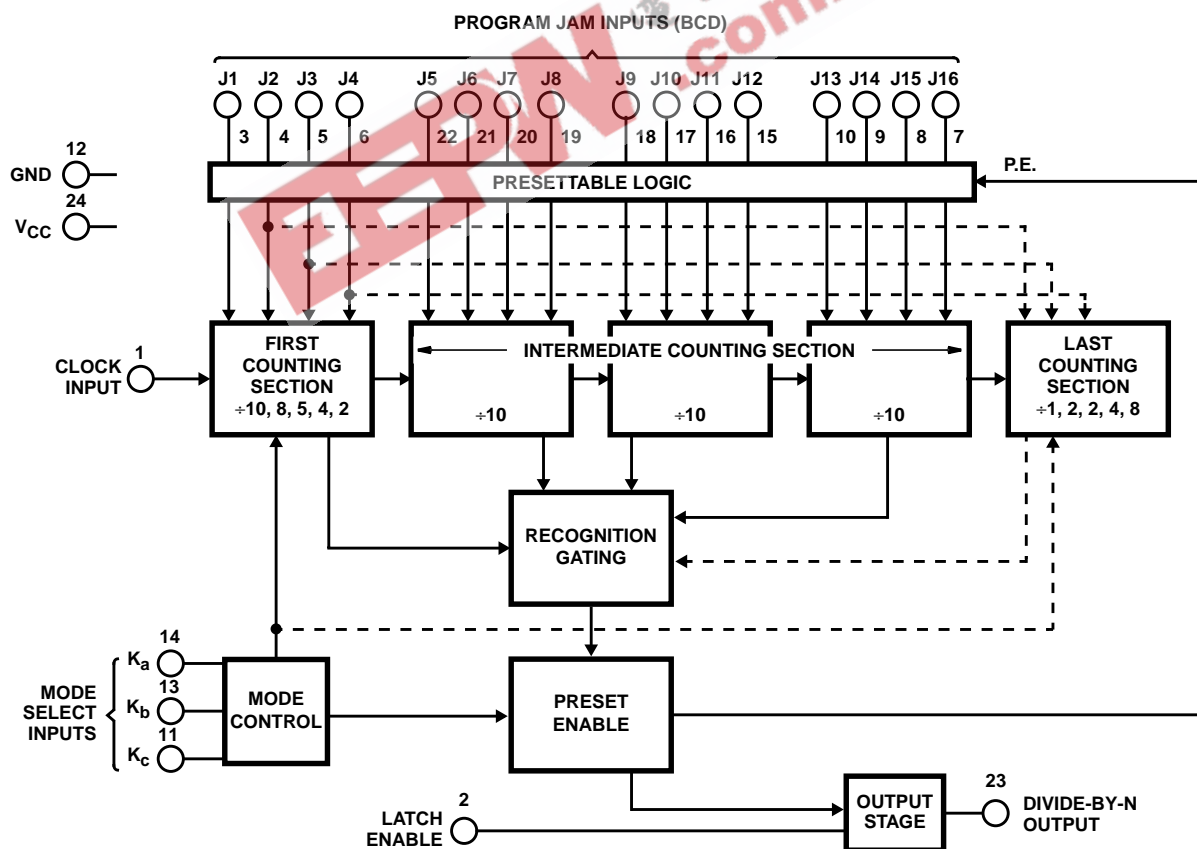 PROGRAM JAM INPUTS (BCD)
J1 J2 J3 J4 J5 J6 J7 J8 J9 J10 J11 J12 J13 J14 J15 J16
3 4 5 6 22 21 20 19 18 17 16 15 10 9 8 7
12
GND
24
VCC
PRESETTABLE LOGIC
P.E.
EEPW
.com
1
CLOCK
INPUT
FIRST
COUNTING
SECTION
÷10, 8, 5, 4, 2
INTERMEDIATE COUNTING SECTION
÷10
÷10
÷10
LAST
COUNTING
SECTION
÷1, 2, 2, 4, 8
RECOGNITION
GATING
MODE
SELECT
INPUTS
14
Ka
13
Kb
11
Kc
MODE
CONTROL
PRESET
ENABLE
2
LATCH
ENABLE
OUTPUT
STAGE
23
DIVIDE-BY-N
OUTPUT